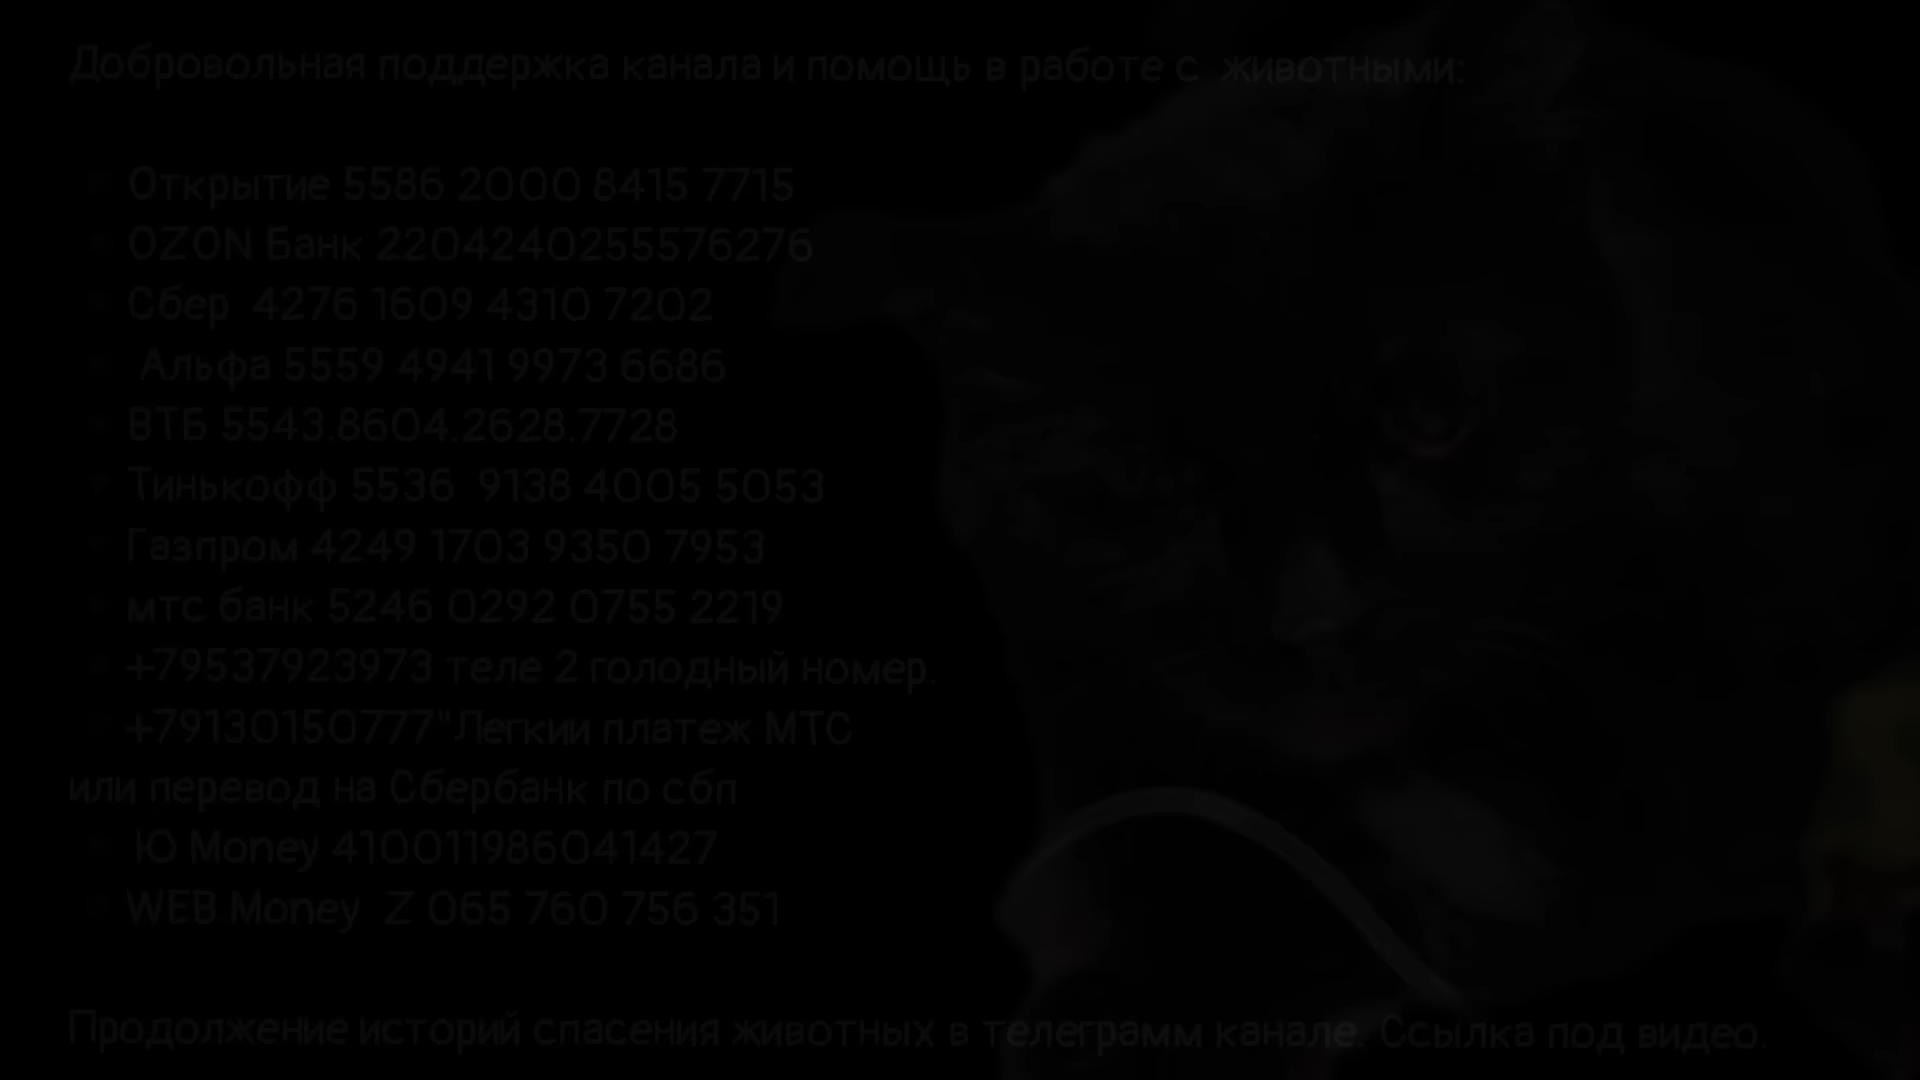 Добровольная поддержка канала и помощь в работе с животными:
Открытие 5586 2000 8415 7715
OZON Банк 2204240255576276
Сбер 4276 1609 4310 7202
Альфа 5559 4941 9973 6686
ВТБ 5543.8604.2628.7728
Тинькофф 5536 9138 4005 5053
Газпром 4249 1703 9350 7953
мтс банк 5246 0292 0755 2219
+79537923973 теле 2 голодный номер.
+79130150777"Легкии платеж МТС
или перевод на Сбербанк по сбп
Ю Money 410011986041427
WEB Money Z 065 760 756 351
Продолжение историй спасения животных в телеграмм канале. Ссылка под видео.